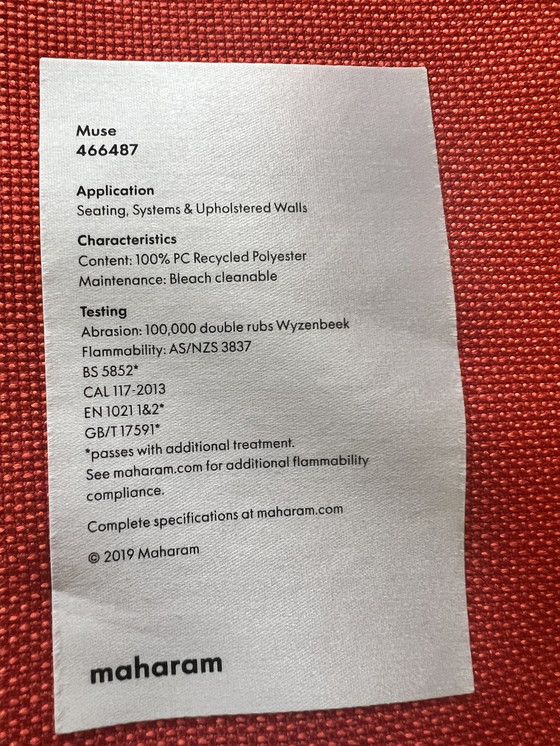 Muse
466487
Application
Seating, Systems & Upholstered Walls
Characteristics
Content: 100% PC Recycled Polyester
Maintenance: Bleach cleanable
Testing
Abrasion: 100,000 double rubs Wyzenbeek
Flammability: AS/NZS 3837
BS 5852*
CAL 117-2013
EN 1021 1&2*
GB/T 17591*
*passes with additional treatment.
See maharam.com for additional flammability
compliance.
Complete specifications at maharam.com
© 2019 Maharam
maharam